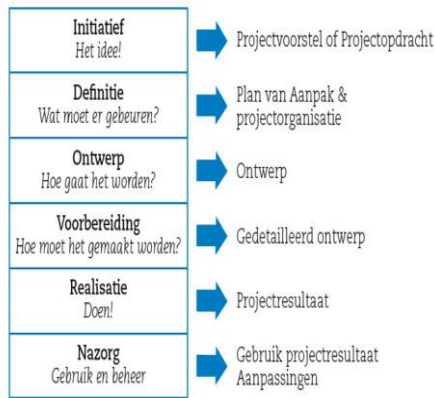 Initiatief
Het idee!
Projectvoorstel of Projectopdracht
Definitie
Wat moet er gebeuren?
Plan van Aanpak &
projectorganisatie
Ontwerp
Hoe gaat het worden?
Ontwerp
Voorbereiding
Hoe moet het gemaakt worden?
Gedetailleerd ontwerp
Realisatie
Doen!
Projectresultaat
Nazorg
Gebruik en beheer
Gebruik projectresultaat
Aanpassingen